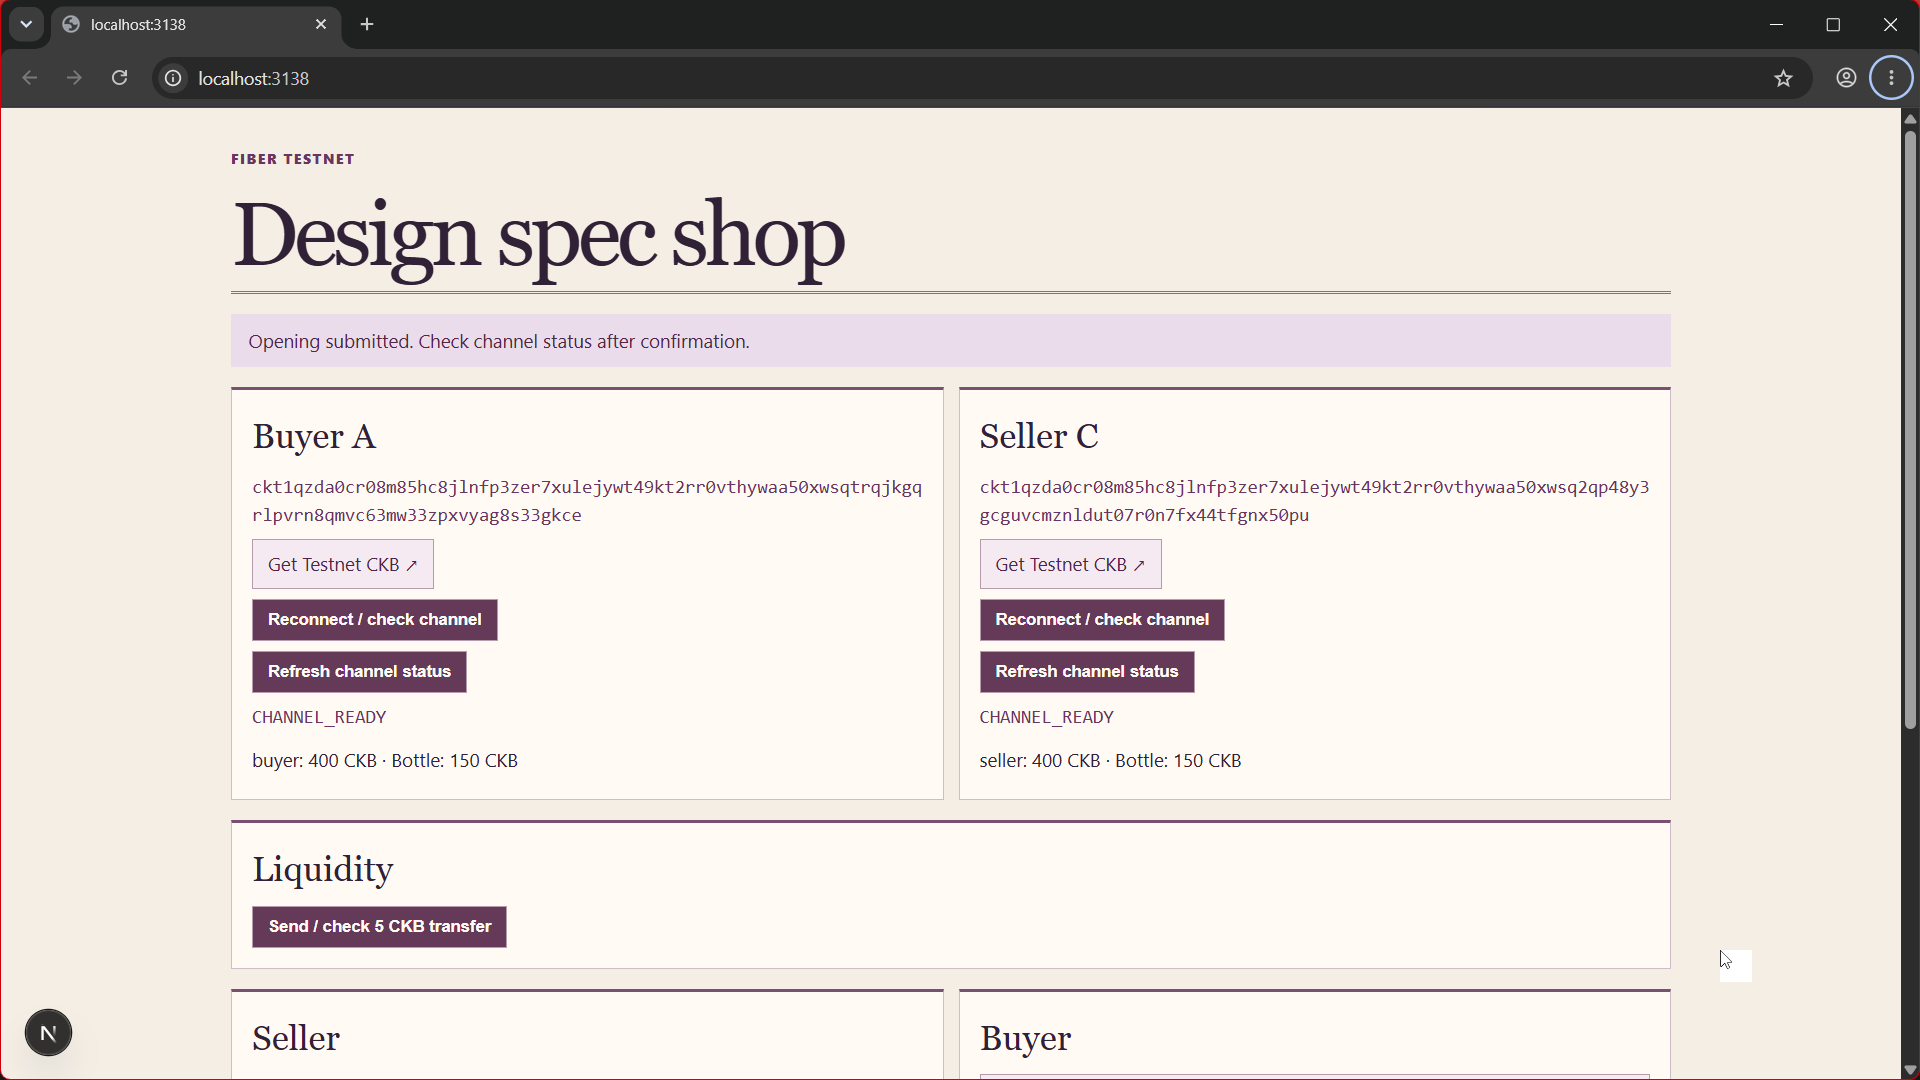 localhost:3138
localhost:3138
FIBER TESTNET
Design spec shop
Opening submitted. Check channel status after confirmation.
Buyer A
ckt1qzda0cr08m85hc8jlnfp3zer7xulejywt49kt2rr0vthywaa50xwsqtrqjkgq
rlpvrn8qmvc63mw33zpxvyag8s33gkce
Get Testnet CKB ↗
Reconnect / check channel
Refresh channel status
CHANNEL_READY
buyer: 400 CKB · Bottle: 150 CKB
Seller C
ckt1qzda0cr08m85hc8jlnfp3zer7xulejywt49kt2rr0vthywaa50xwsq2qp48y3
gcguvcmznldut07r0n7fx44tfgnx50pu
Get Testnet CKB ↗
Reconnect / check channel
Refresh channel status
CHANNEL_READY
seller: 400 CKB · Bottle: 150 CKB
Liquidity
Send / check 5 CKB transfer
Seller
Buyer
N